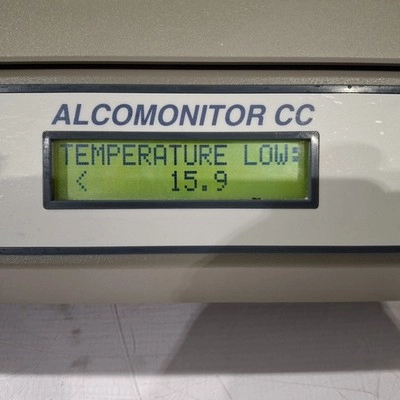 ALCOMONITOR CC
TEMPERATURE LOW:
< 15.9